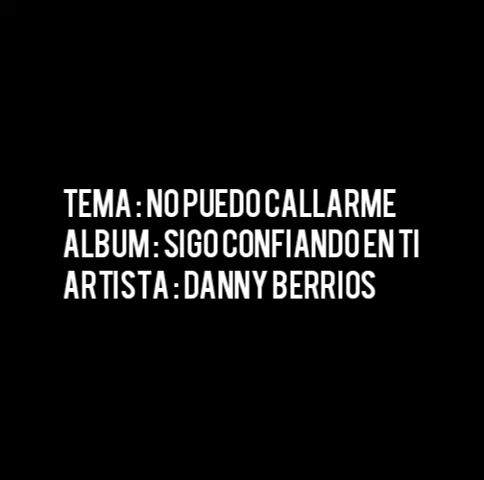 TEMA : NO PUEDO CALLARME
ALBUM : SIGO CONFIANDO EN TI
ARTISTA : DANNY BERRIOS